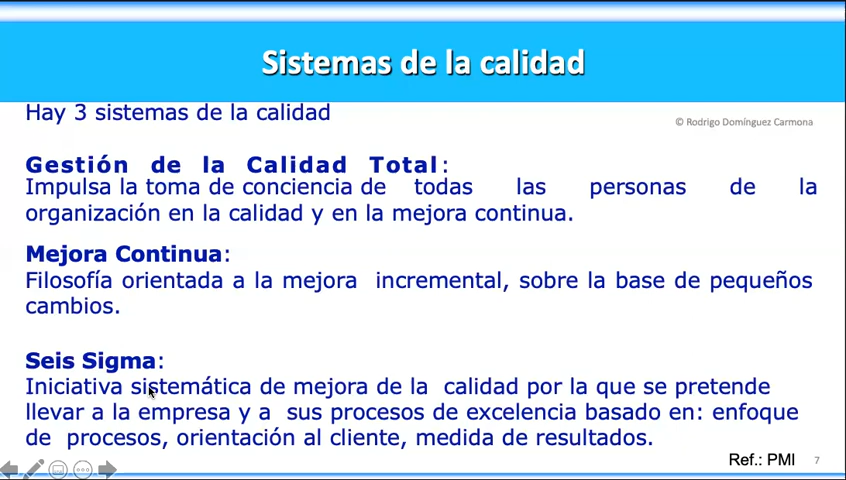 Sistemas de la calidad
Hay 3 sistemas de la calidad
© Rodrigo Domínguez Carmona
Gestión de la Calidad Total:
Impulsa la toma de conciencia de todas las personas de la
organización en la calidad y en la mejora continua.
Mejora Continua:
Filosofía orientada a la mejora incremental, sobre la base de pequeños
cambios.
Seis Sigma:
Iniciativa sistemática de mejora de la calidad por la que se pretende
llevar a la empresa y a sus procesos de excelencia basado en: enfoque
de procesos, orientación al cliente, medida de resultados.
Ref.: PMI 7